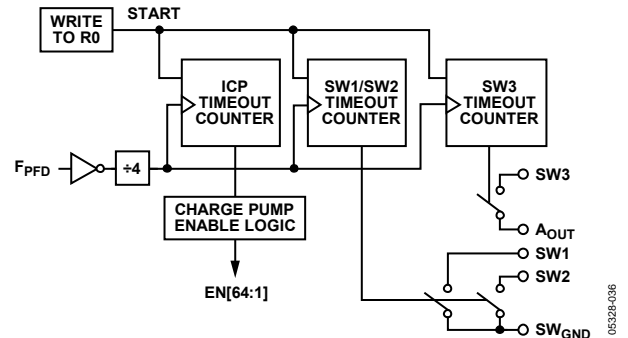 WRITE
TO R0
START
ICP
TIMEOUT
COUNTER
SW1/SW2
TIMEOUT
COUNTER
SW3
TIMEOUT
COUNTER
FPFD
÷4
CHARGE PUMP
ENABLE LOGIC
EN[64:1]
SW3
AOUT
SW1
SW2
SWGND
05328-036